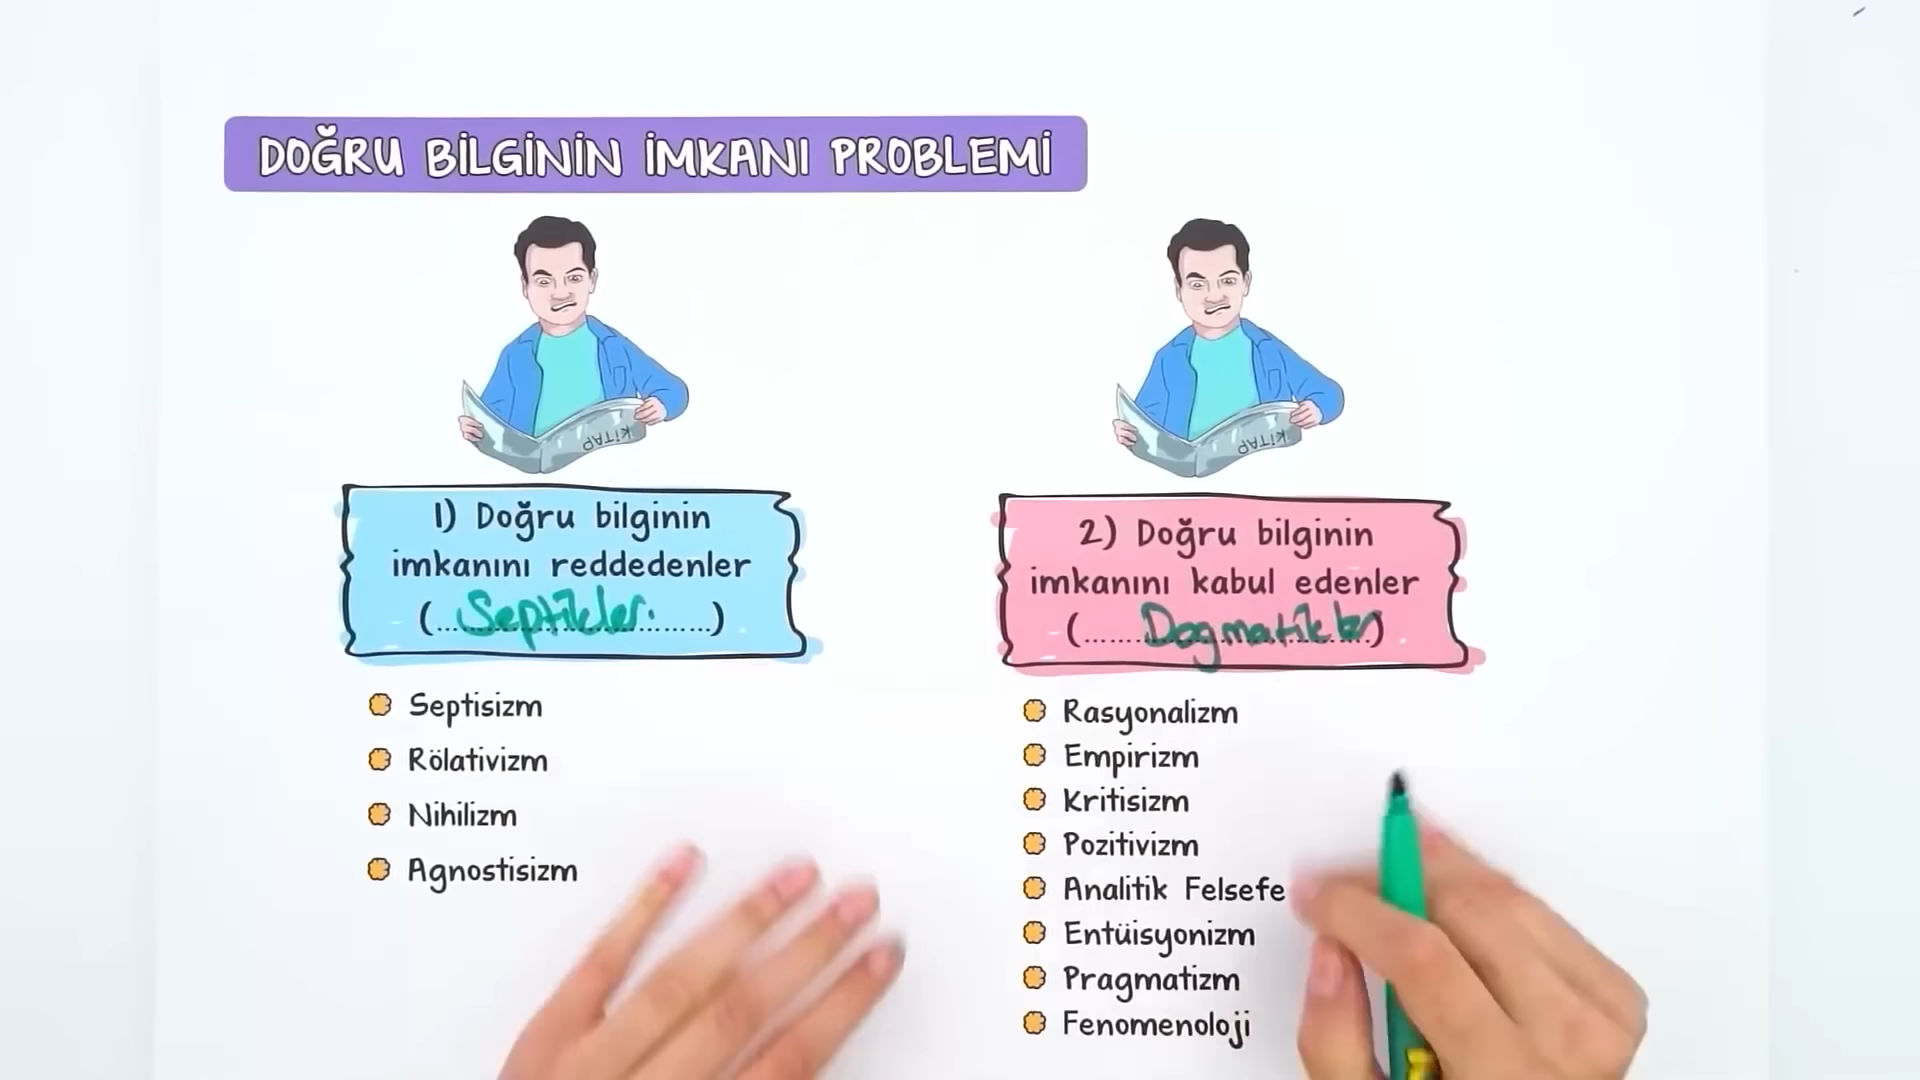 DOĞRU BİLGİNİN İMKANI PROBLEMİ
KİTAP
KİTAP
1) Doğru bilginin
imkanını reddedenler
(...Septikler...)
Septisizm
Rölativizm
Nihilizm
Agnostisizm
2) Doğru bilginin
imkanını kabul edenler
(...Dogmatikler)
Rasyonalizm
Empirizm
Kritisizm
Pozitivizm
Analitik Felsefe
Entüisyonizm
Pragmatizm
Fenomenoloji